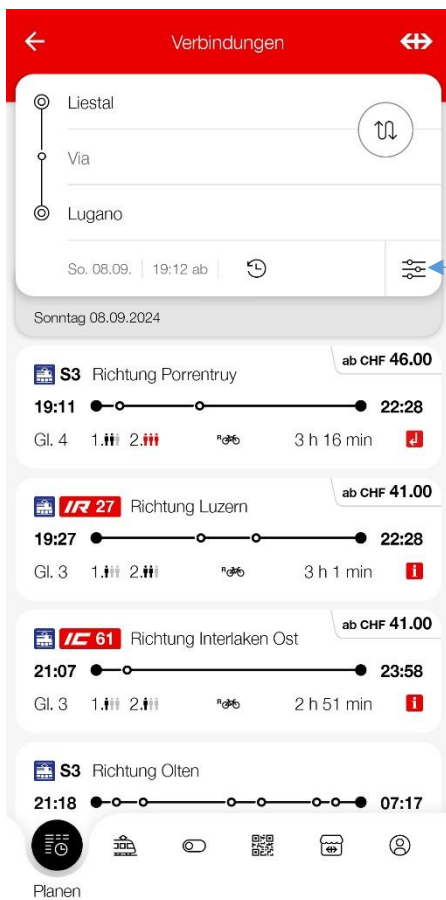 Verbindungen
Liestal
Via
Lugano
So. 08.09. 19:12 ab
Sonntag 08.09.2024
ab CHF 46.00
S3 Richtung Porrentruy
19:11 22:28
Gl. 4 1. 2. R 3 h 16 min
ab CHF 41.00
IR 27 Richtung Luzern
19:27 22:28
Gl. 3 1. 2. R 3 h 1 min i
ab CHF 41.00
IC 61 Richtung Interlaken Ost
21:07 23:58
Gl. 3 1. 2. R 2 h 51 min i
S3 Richtung Olten
21:18 07:17
Planen